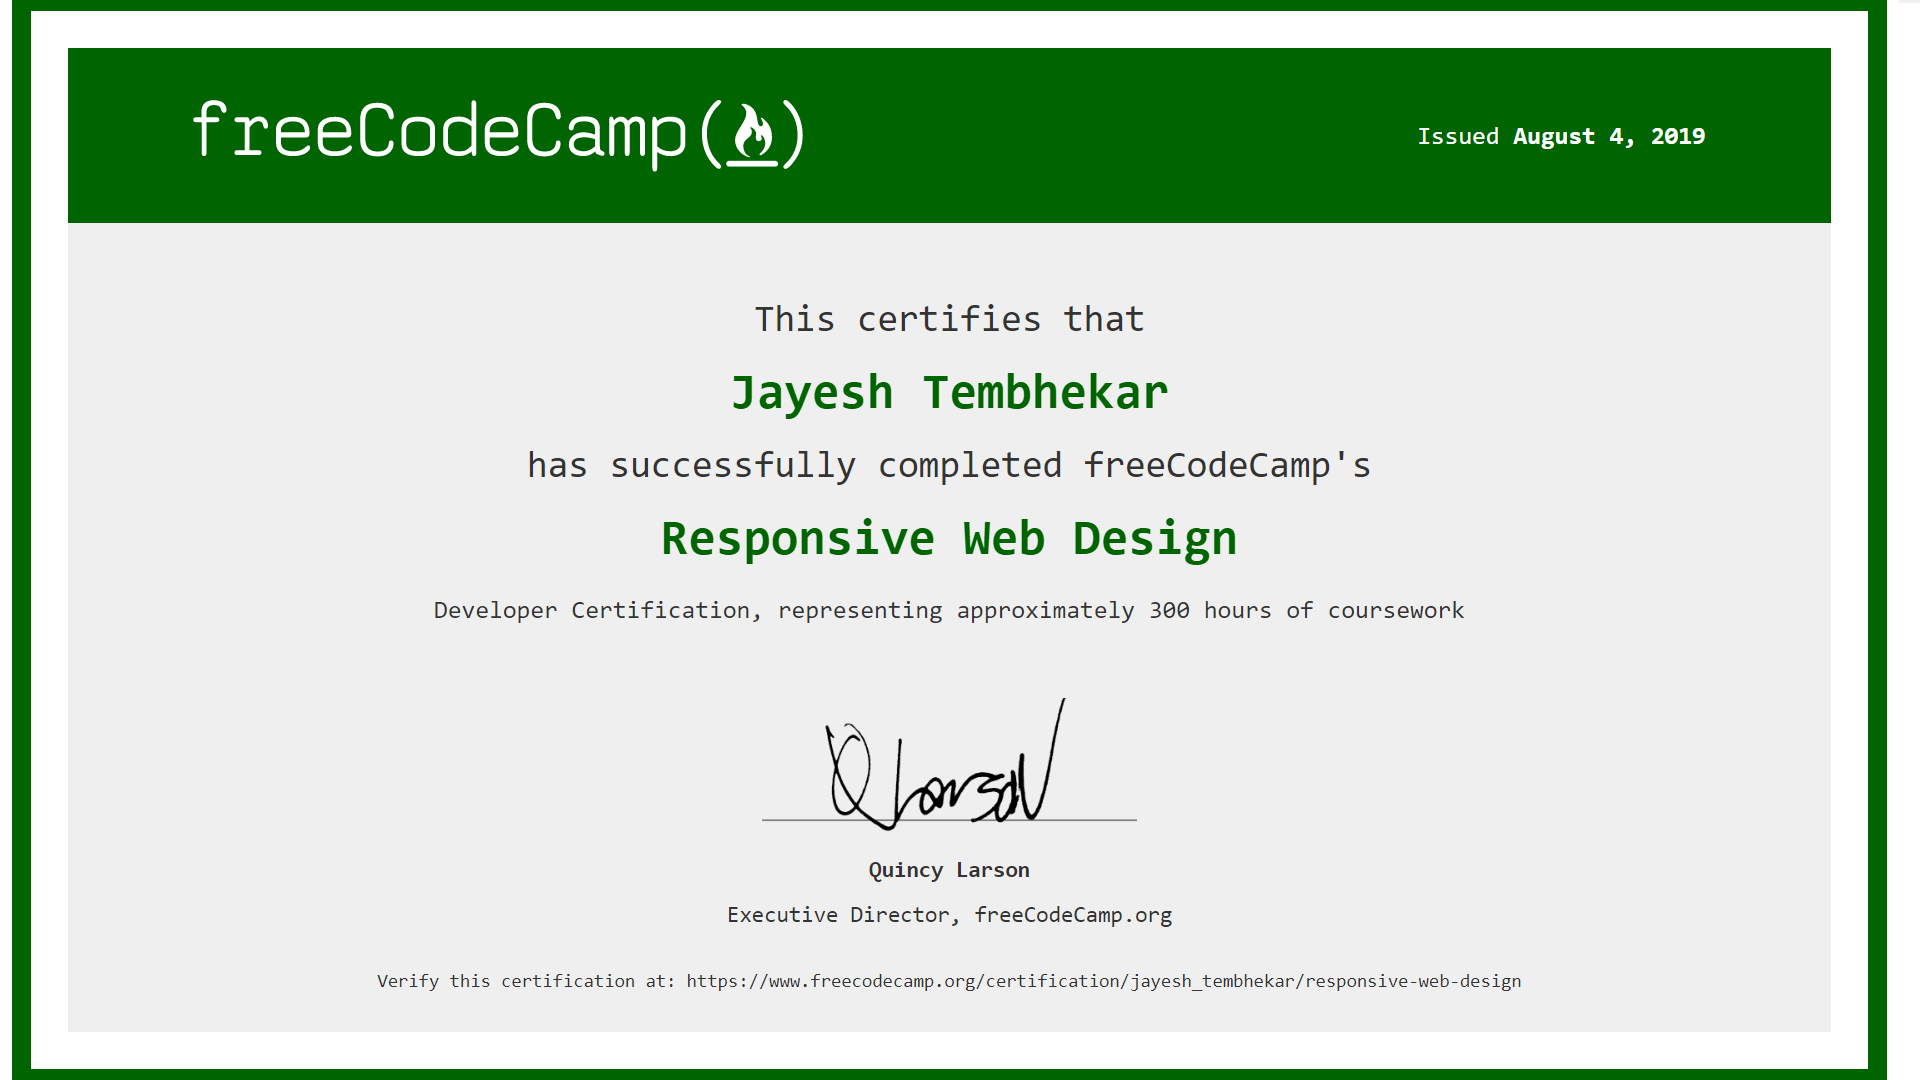 freeCodeCamp(🔥)
Issued August 4, 2019
This certifies that
Jayesh Tembhekar
has successfully completed freeCodeCamp's
Responsive Web Design
Developer Certification, representing approximately 300 hours of coursework
Q Larson
Quincy Larson
Executive Director, freeCodeCamp.org
Verify this certification at: https://www.freecodecamp.org/certification/jayesh_tembhekar/responsive-web-design